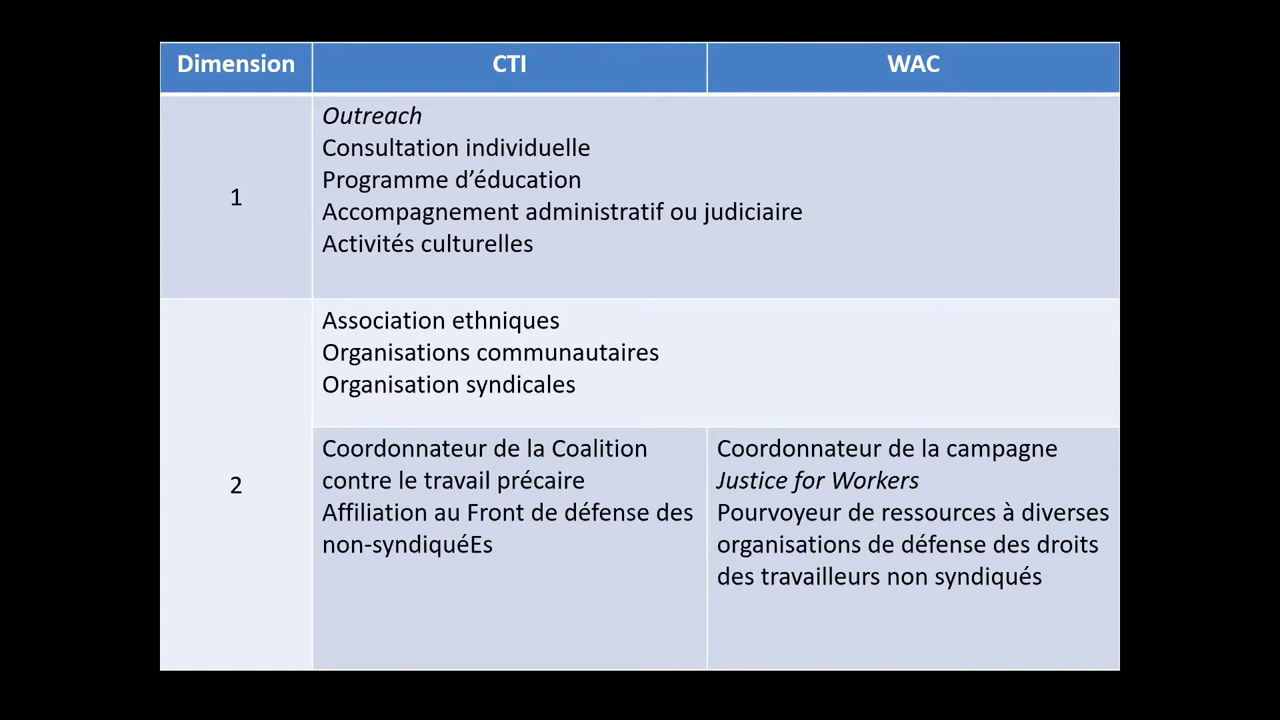 Dimension
CTI
WAC
1
Outreach
Consultation individuelle
Programme d’éducation
Accompagnement administratif ou judiciaire
Activités culturelles
2
Association ethniques
Organisations communautaires
Organisation syndicales
Coordonnateur de la Coalition
contre le travail précaire
Affiliation au Front de défense des
non-syndiquéEs
Coordonnateur de la campagne
Justice for Workers
Pourvoyeur de ressources à diverses
organisations de défense des droits
des travailleurs non syndiqués